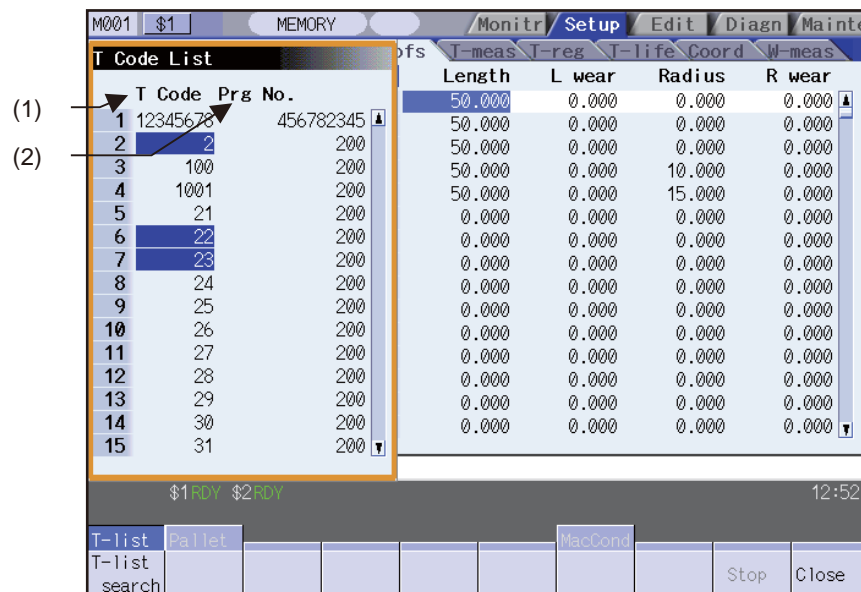 M001 $1 MEMORY Monitr Setup Edit Diagn Mainte
ofs T-meas T-reg T-life Coord W-meas
T Code List
Length L wear Radius R wear
T Code Prg No.
(1)
(2)
1 12345678 456782345
2 2 200
3 100 200
4 1001 200
5 21 200
6 22 200
7 23 200
8 24 200
9 25 200
10 26 200
11 27 200
12 28 200
13 29 200
14 30 200
15 31 200
50.000 0.000 0.000 0.000
50.000 0.000 0.000 0.000
50.000 0.000 0.000 0.000
50.000 0.000 10.000 0.000
50.000 0.000 15.000 0.000
0.000 0.000 0.000 0.000
0.000 0.000 0.000 0.000
0.000 0.000 0.000 0.000
0.000 0.000 0.000 0.000
0.000 0.000 0.000 0.000
0.000 0.000 0.000 0.000
0.000 0.000 0.000 0.000
0.000 0.000 0.000 0.000
0.000 0.000 0.000 0.000
0.000 0.000 0.000 0.000
$1RDY $2RDY 12:52
T-list Pallet MacCond
T-list
search Stop Close